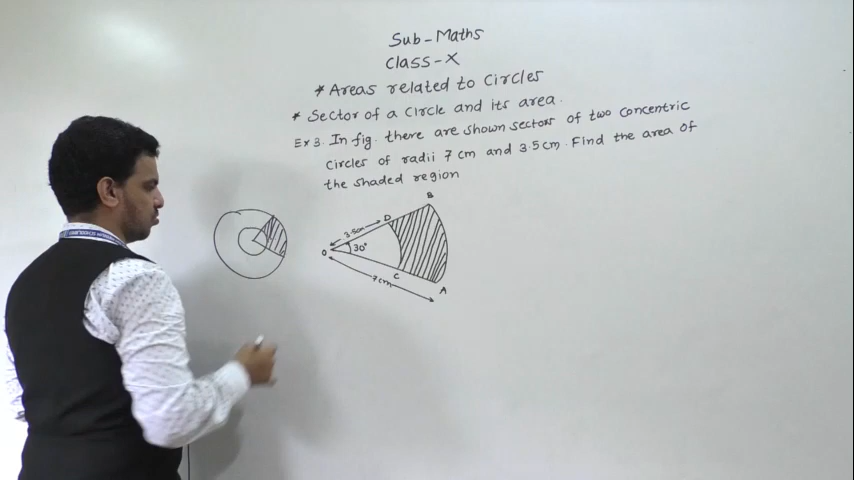 Sub-Maths
Class-X
* Areas related to Circles
* Sector of a Circle and its area.
Ex 3. In fig. there are shown sectors of two concentric
circles of radii 7 cm and 3.5 cm. Find the area of
the shaded region
B
D
3.5cm
O
30°
C
7cm
A